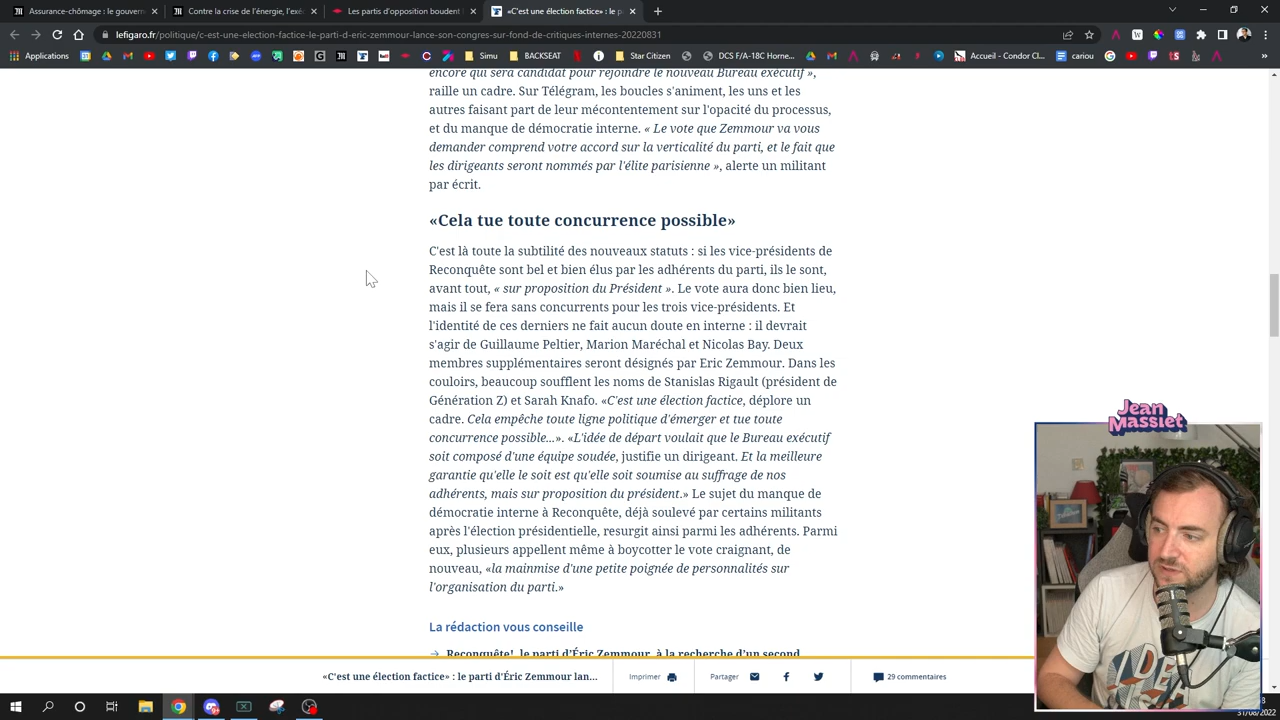 Assurance-chômage: le gouvern
Contre la crise de l'énergie, l'exé
Les partis d'opposition boudent l
«C'est une élection factice»: le p
lefigaro.fr/politique/c-est-une-election-factice-le-parti-d-eric-zemmour-lance-son-congres-sur-fond-de-critiques-internes-20220831
Applications
Simu
BACKSEAT
Star Citizen
DCS F/A-18C Horne...
Accueil - Condor Cl...
cariou
»
encore qui sera candidat pour rejoindre le nouveau Bureau exécutif »,
raille un cadre. Sur Télégram, les boucles s'animent, les uns et les
autres faisant part de leur mécontentement sur l'opacité du processus,
et du manque de démocratie interne. « Le vote que Zemmour va vous
demander comprend votre accord sur la verticalité du parti, et le fait que
les dirigeants seront nommés par l'élite parisienne », alerte un militant
par écrit.
«Cela tue toute concurrence possible»
C'est là toute la subtilité des nouveaux statuts : si les vice-présidents de
Reconquête sont bel et bien élus par les adhérents du parti, ils le sont,
avant tout, « sur proposition du Président ». Le vote aura donc bien lieu,
mais il se fera sans concurrents pour les trois vice-présidents. Et
l'identité de ces derniers ne fait aucun doute en interne : il devrait
s'agir de Guillaume Peltier, Marion Maréchal et Nicolas Bay. Deux
membres supplémentaires seront désignés par Eric Zemmour. Dans les
couloirs, beaucoup soufflent les noms de Stanislas Rigault (président de
Génération Z) et Sarah Knafo. «C'est une élection factice, déplore un
cadre. Cela empêche toute ligne politique d'émerger et tue toute
concurrence possible...». «L'idée de départ voulait que le Bureau exécutif
soit composé d'une équipe soudée, justifie un dirigeant. Et la meilleure
garantie qu'elle le soit est qu'elle soit soumise au suffrage de nos
adhérents, mais sur proposition du président.» Le sujet du manque de
démocratie interne à Reconquête, déjà soulevé par certains militants
après l'élection présidentielle, resurgit ainsi parmi les adhérents. Parmi
eux, plusieurs appellent même à boycotter le vote craignant, de
nouveau, «la mainmise d'une petite poignée de personnalités sur
l'organisation du parti.»
La rédaction vous conseille
→ Reconquête!, le parti d'Éric Zemmour, à la recherche d'un second
«C'est une élection factice» : le parti d'Éric Zemmour lan...
Imprimer
Partager
29 commentaires
Jean
Massiet
31/08/2022